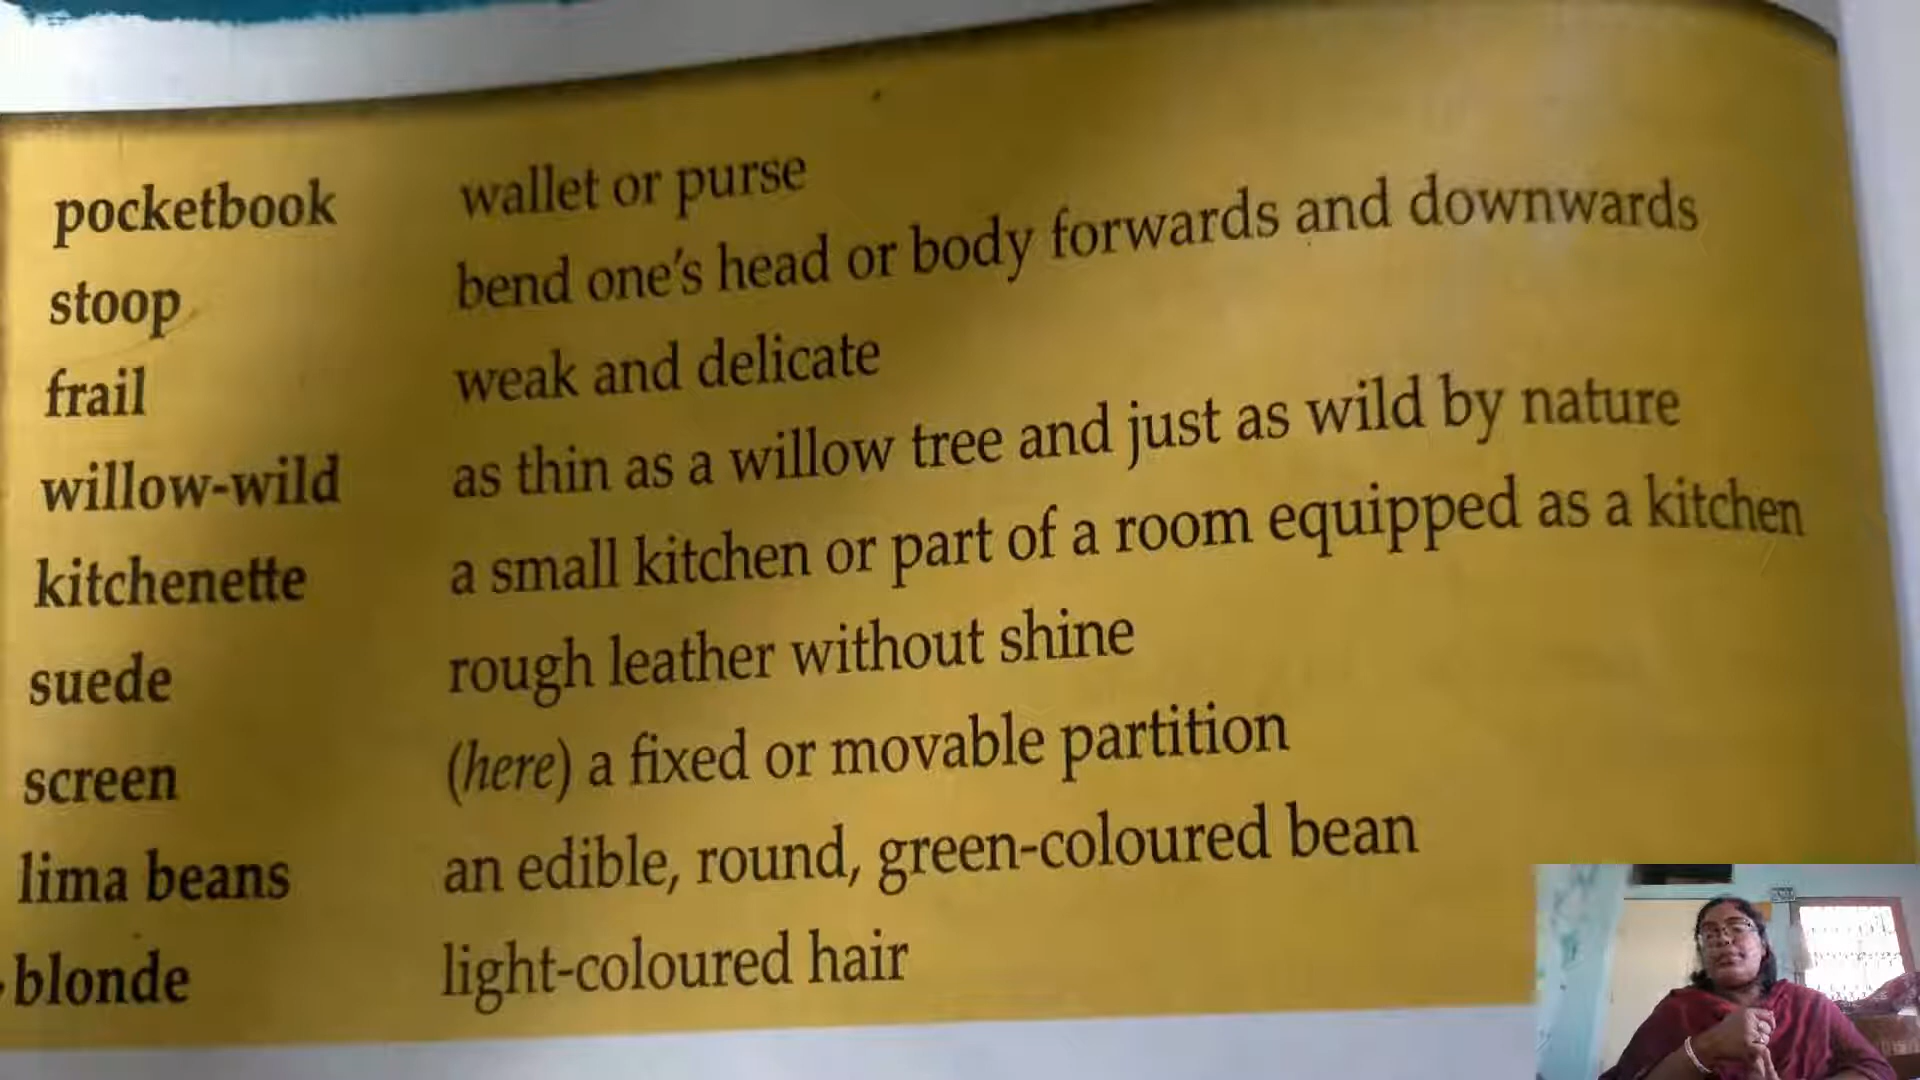 pocketbook wallet or purse
stoop bend one's head or body forwards and downwards
frail weak and delicate
willow-wild as thin as a willow tree and just as wild by nature
kitchenette a small kitchen or part of a room equipped as a kitchen
suede rough leather without shine
screen (here) a fixed or movable partition
lima beans an edible, round, green-coloured bean
blonde light-coloured hair